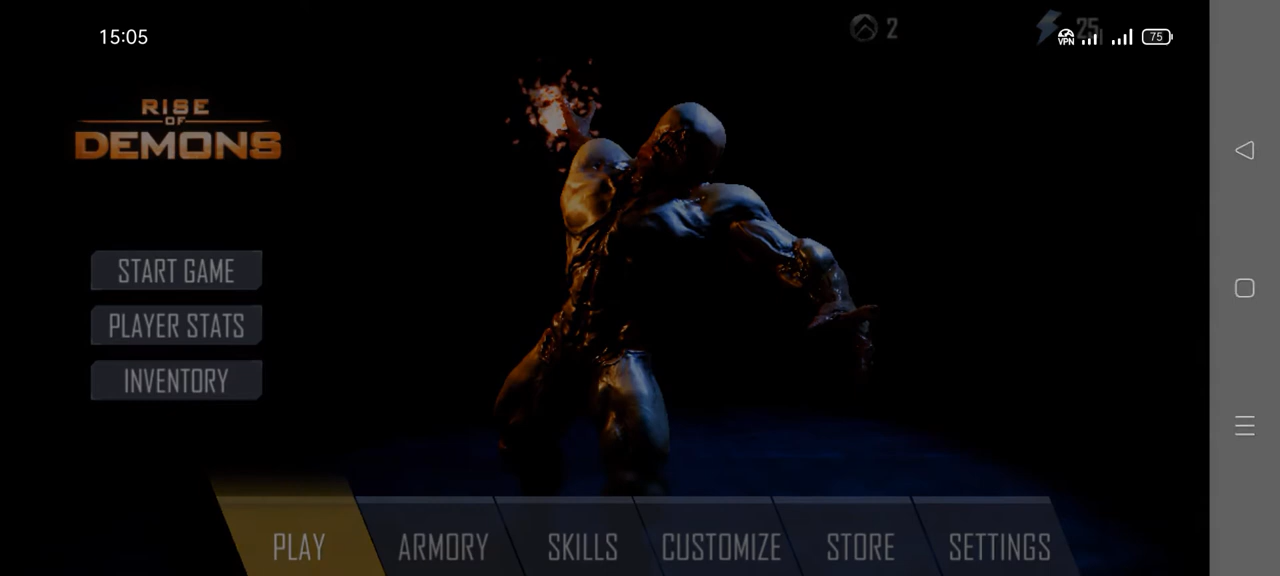 15:05
2
25
VPN
75
RISE
OF
DEMONS
START GAME
PLAYER STATS
INVENTORY
PLAY
ARMORY
SKILLS
CUSTOMIZE
STORE
SETTINGS